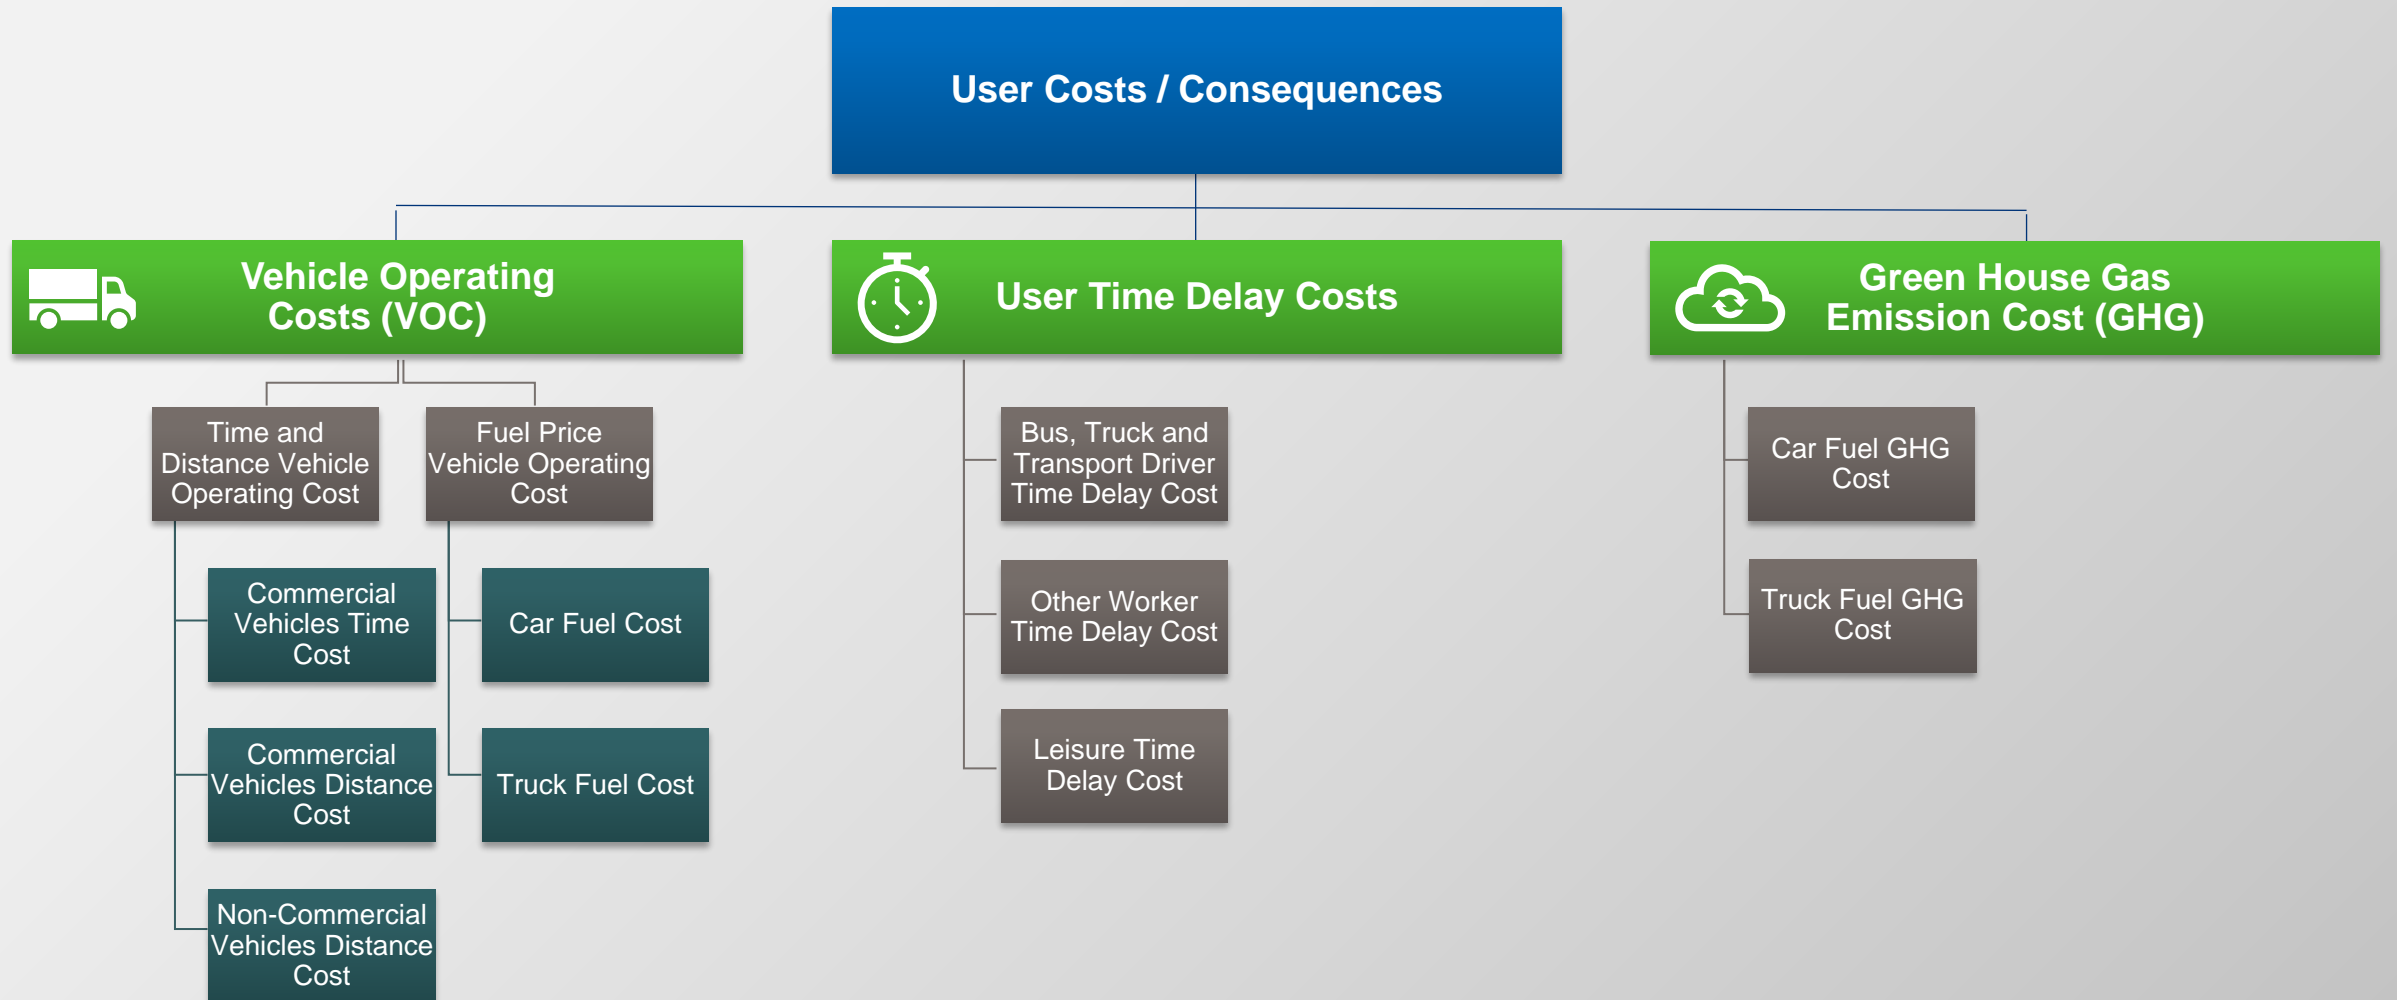 User Costs / Consequences
Vehicle Operating
Costs (VOC)
User Time Delay Costs
Green House Gas
Emission Cost (GHG)
Time and
Distance Vehicle
Operating Cost
Fuel Price
Vehicle Operating
Cost
Bus, Truck and
Transport Driver
Time Delay Cost
Car Fuel GHG
Cost
Commercial
Vehicles Time
Cost
Car Fuel Cost
Other Worker
Time Delay Cost
Truck Fuel GHG
Cost
Commercial
Vehicles Distance
Cost
Truck Fuel Cost
Leisure Time
Delay Cost
Non-Commercial
Vehicles Distance
Cost